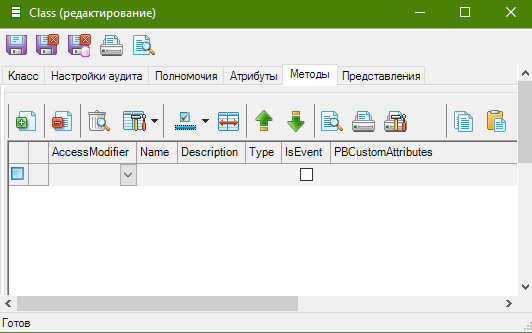 Class (редактирование)
Класс Настройки аудита Полномочия Атрибуты Методы Представления
AccessModifier Name Description Type IsEvent PBCustomAttributes
Готов